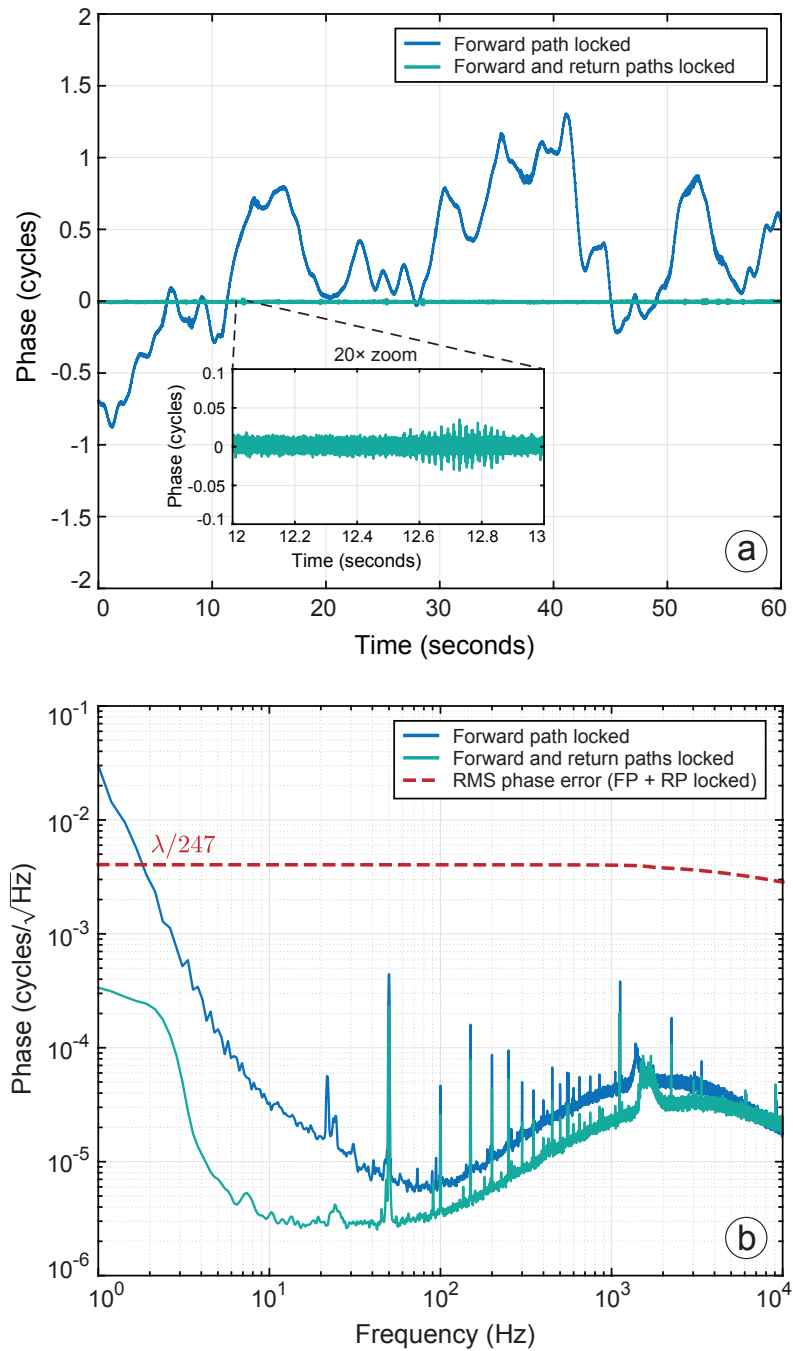 2
1.5
1
0.5
0
-0.5
-1
-1.5
-2
Phase (cycles)
Forward path locked
Forward and return paths locked
20× zoom
0.1
0.05
0
-0.05
-0.1
Phase (cycles)
12 12.2 12.4 12.6 12.8 13
Time (seconds)
a
0 10 20 30 40 50 60
Time (seconds)
10^-1
10^-2
10^-3
10^-4
10^-5
10^-6
Phase (cycles/√Hz)
Forward path locked
Forward and return paths locked
RMS phase error (FP + RP locked)
λ/247
b
10^0 10^1 10^2 10^3 10^4
Frequency (Hz)